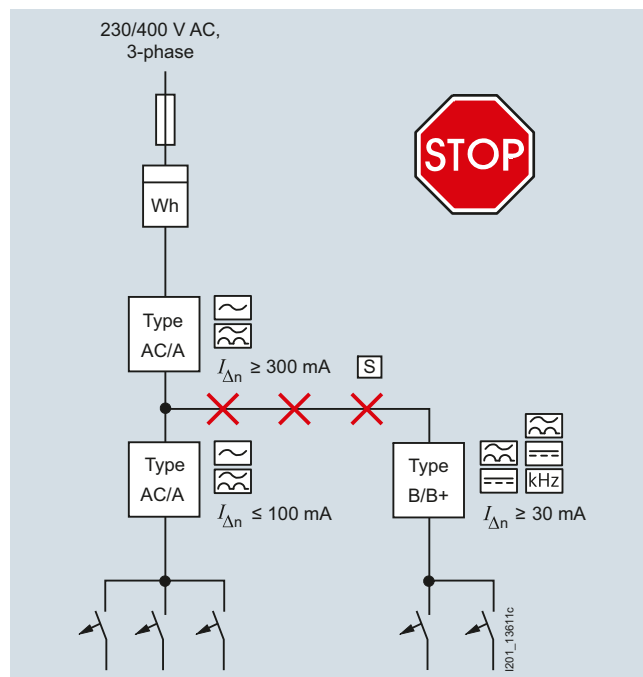 230/400 V AC,
3-phase
STOP
Wh
Type
AC/A
IΔn ≥ 300 mA
S
Type
AC/A
IΔn ≤ 100 mA
Type
B/B+
kHz
IΔn ≥ 30 mA
I201_13611c